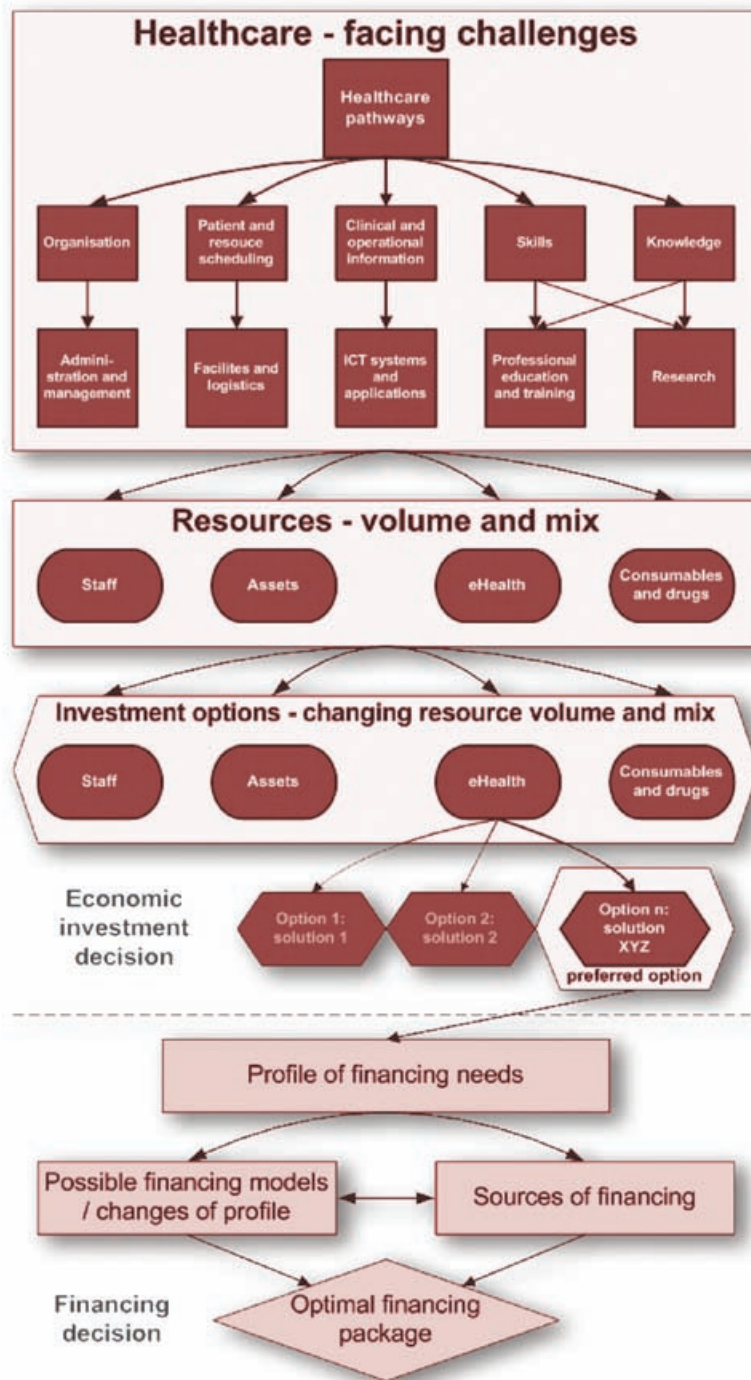 Healthcare - facing challenges
Healthcare
pathways
Organisation
Patient and
resouce
scheduling
Clinical and
operational
information
Skills
Knowledge
Admini-
stration and
management
Facilites and
logistics
ICT systems
and
applications
Professional
education
and training
Research
Resources - volume and mix
Staff
Assets
eHealth
Consumables
and drugs
Investment options - changing resource volume and mix
Staff
Assets
eHealth
Consumables
and drugs
Economic
investment
decision
Option 1:
solution 1
Option 2:
solution 2
Option n:
solution
XYZ
preferred option
Profile of financing needs
Possible financing models
/ changes of profile
Sources of financing
Financing
decision
Optimal financing
package